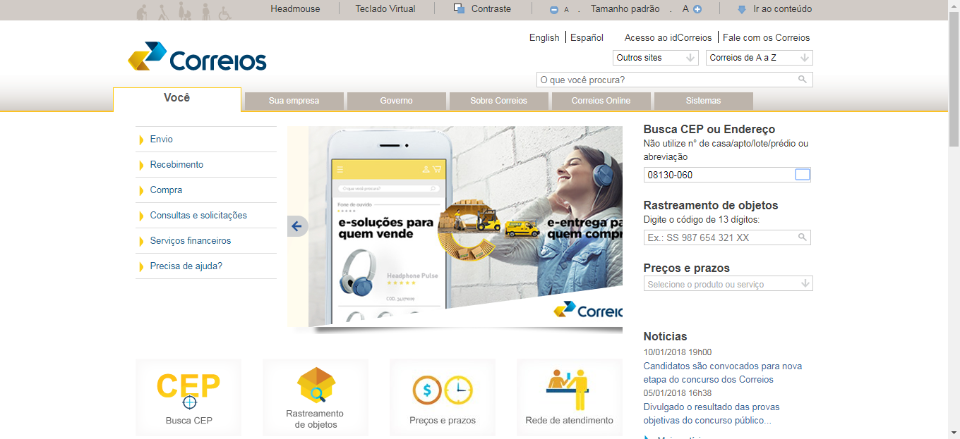 Headmouse
Teclado Virtual
Contraste
A . Tamanho padrão . A
Ir ao conteúdo
English
Español
Acesso ao idCorreios
Fale com os Correios
Correios
Outros sites
Correios de A a Z
O que você procura?
Você
Sua empresa
Governo
Sobre Correios
Correios Online
Sistemas
Envio
Recebimento
Compra
Consultas e solicitações
Serviços financeiros
Precisa de ajuda?
e-soluções para
quem vende
Headphone Pulze
e-entrega pa
quem compr
Correio
Busca CEP ou Endereço
Não utilize n° de casa/apto/lote/prédio ou
abreviação
08130-060
Rastreamento de objetos
Digite o código de 13 dígitos:
Ex.: SS 987 654 321 XX
Preços e prazos
Selecione o produto ou serviço
Notícias
10/01/2018 19h00
Candidatos são convocados para nova
etapa do concurso dos Correios
05/01/2018 16h38
Divulgado o resultado das provas
objetivas do concurso público...
CEP
Busca CEP
Rastreamento
de objetos
$
Preços e prazos
Rede de atendimento